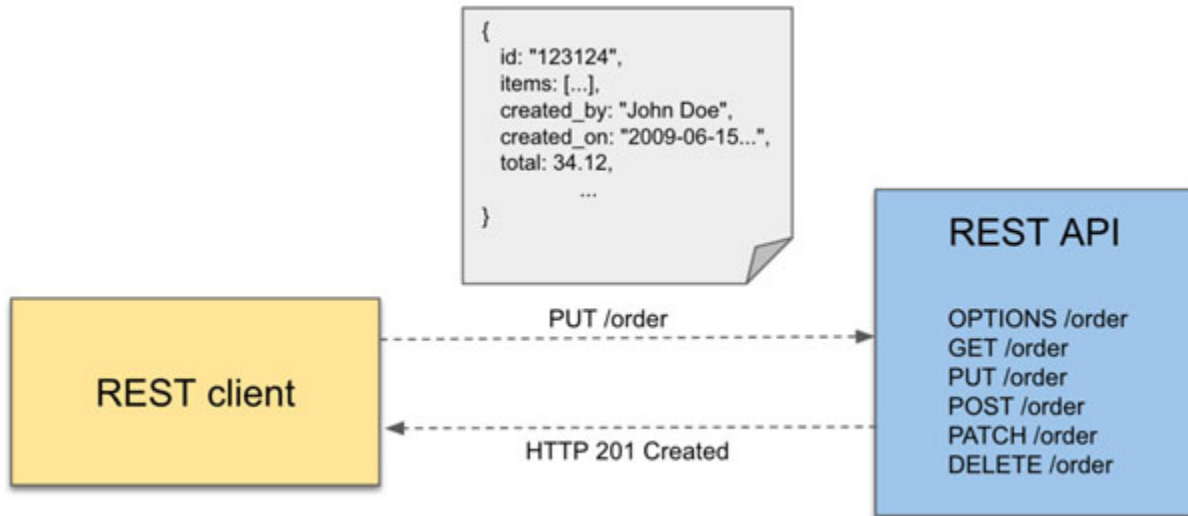 {
id: "123124",
items: [...],
created_by: "John Doe",
created_on: "2009-06-15...",
total: 34.12,
...
}
REST client
PUT /order
HTTP 201 Created
REST API
OPTIONS /order
GET /order
PUT /order
POST /order
PATCH /order
DELETE /order